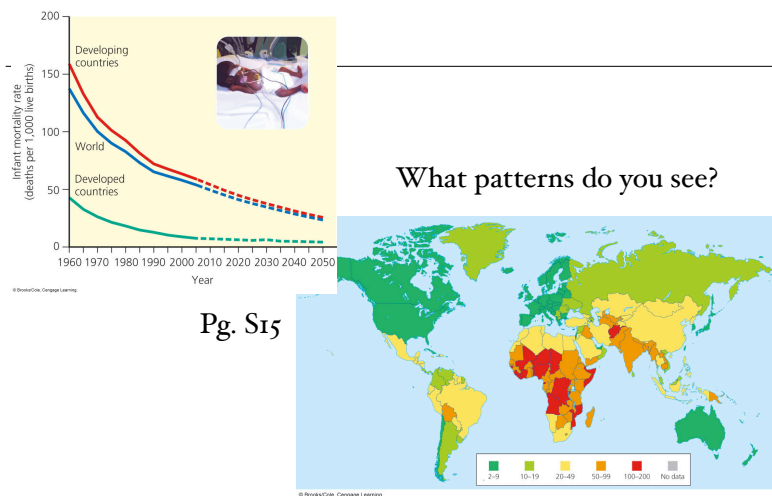 200
150
100
50
0
Infant mortality rate
(deaths per 1,000 live births)
Developing
countries
World
Developed
countries
1960 1970 1980 1990 2000 2010 2020 2030 2040 2050
Year
© Brooks/Cole, Cengage Learning
Pg. S15
What patterns do you see?
2–9 10–19 20–49 50–99 100–200 No data
© Brooks/Cole, Cengage Learning